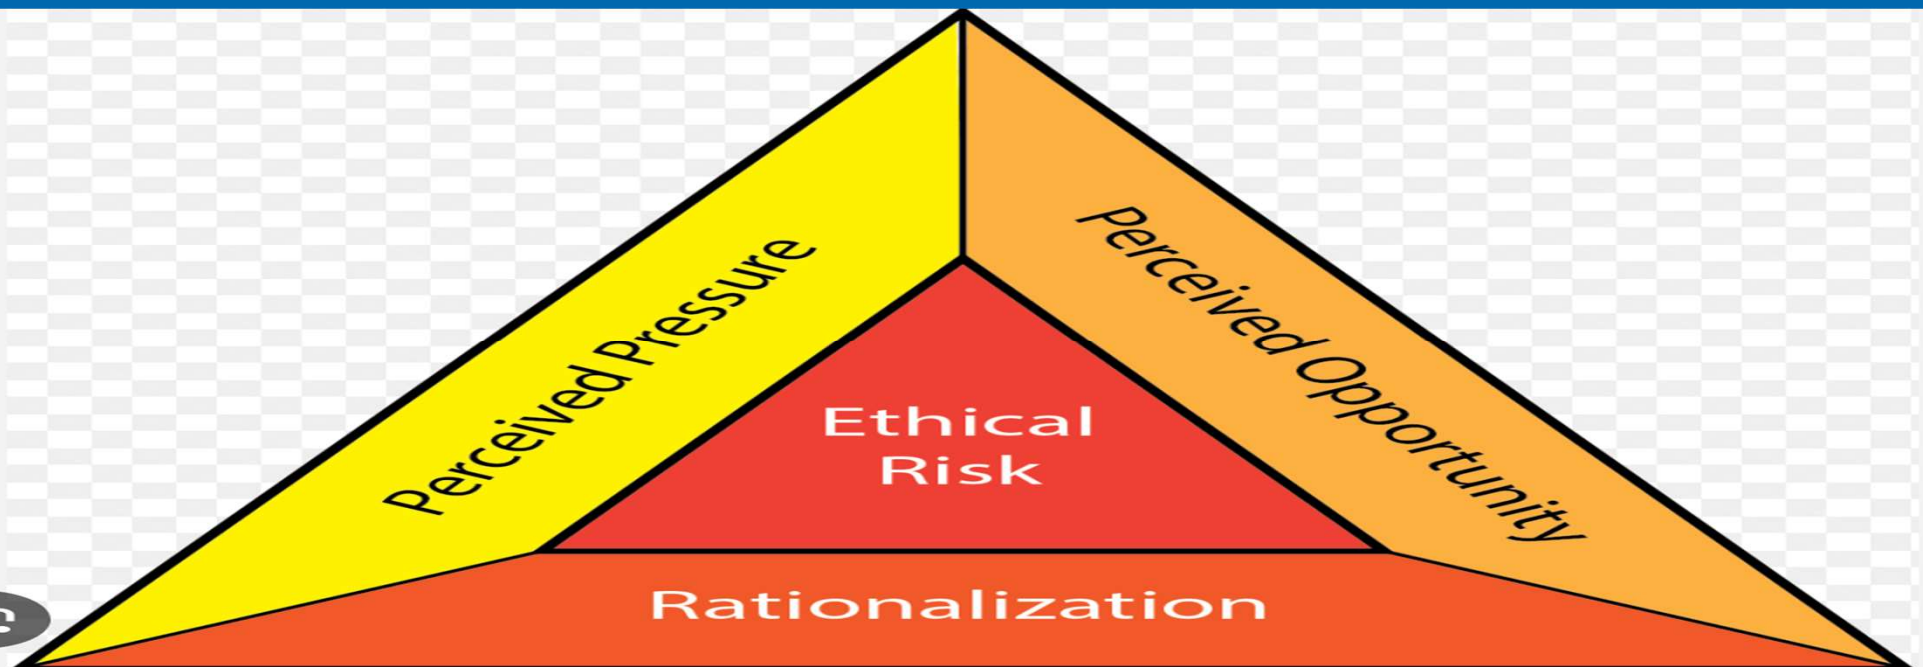 Perceived Pressure
Perceived Opportunity
Ethical
Risk
Rationalization